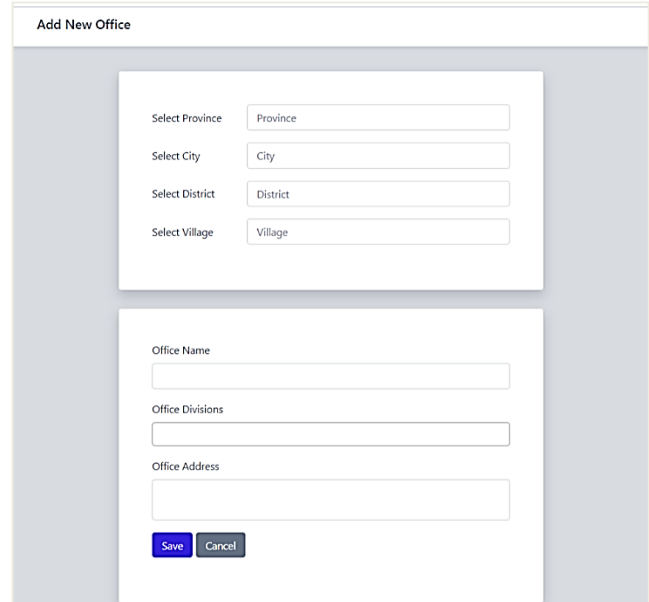 Add New Office
Select Province Province
Select City City
Select District District
Select Village Village
Office Name
Office Divisions
Office Address
Save Cancel